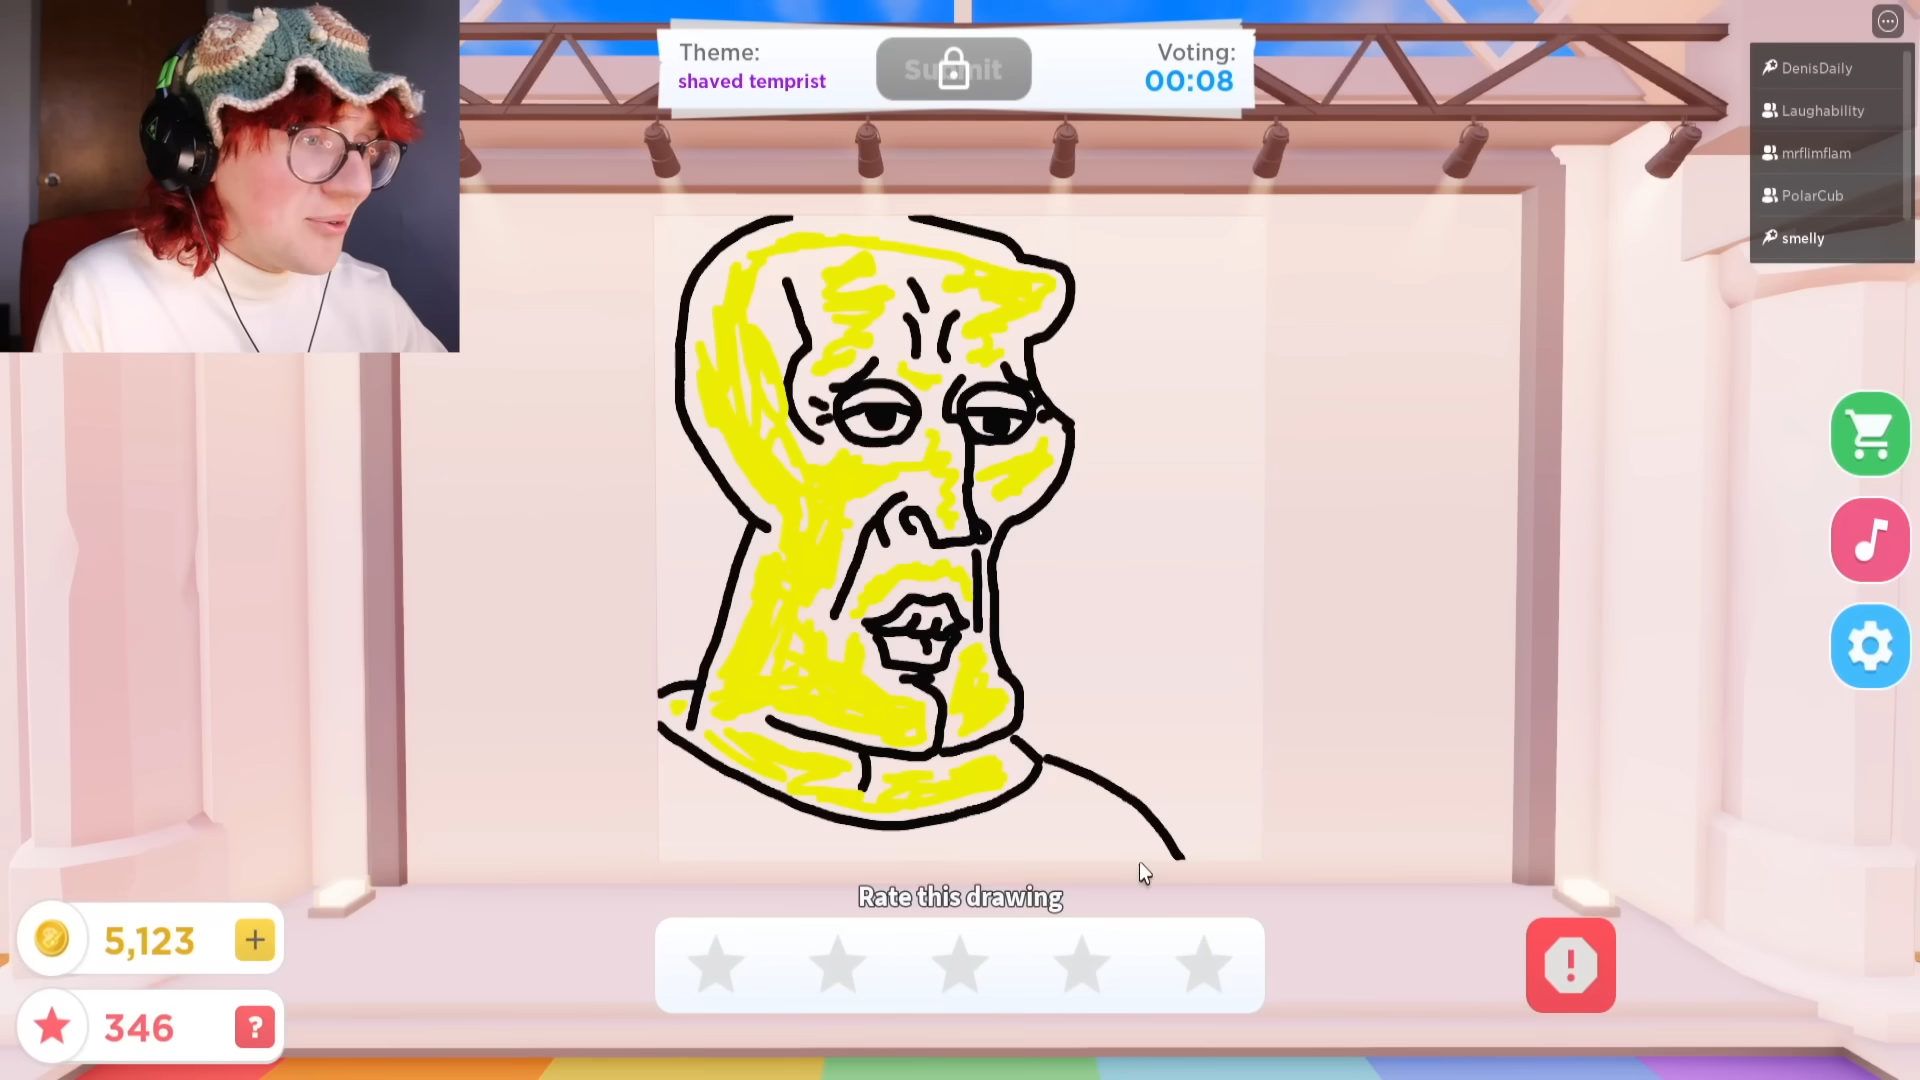 Theme:
shaved temprist
Submit
Voting:
00:08
DenisDaily
Laughability
mrflimflam
PolarCub
smelly
Rate this drawing
5,123
+
346
?
!